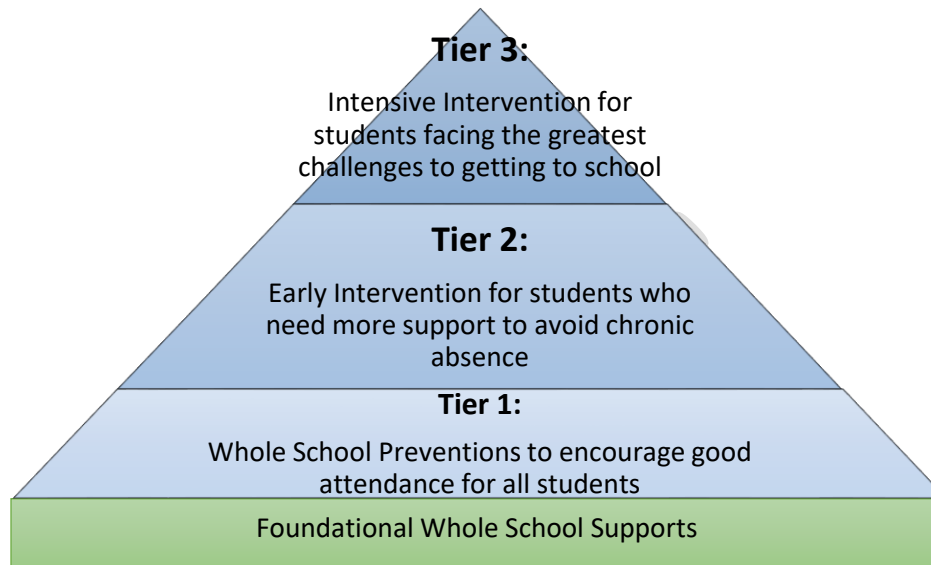 Tier 3:
Intensive Intervention for
students facing the greatest
challenges to getting to school
Tier 2:
Early Intervention for students who
need more support to avoid chronic
absence
Tier 1:
Whole School Preventions to encourage good
attendance for all students
Foundational Whole School Supports